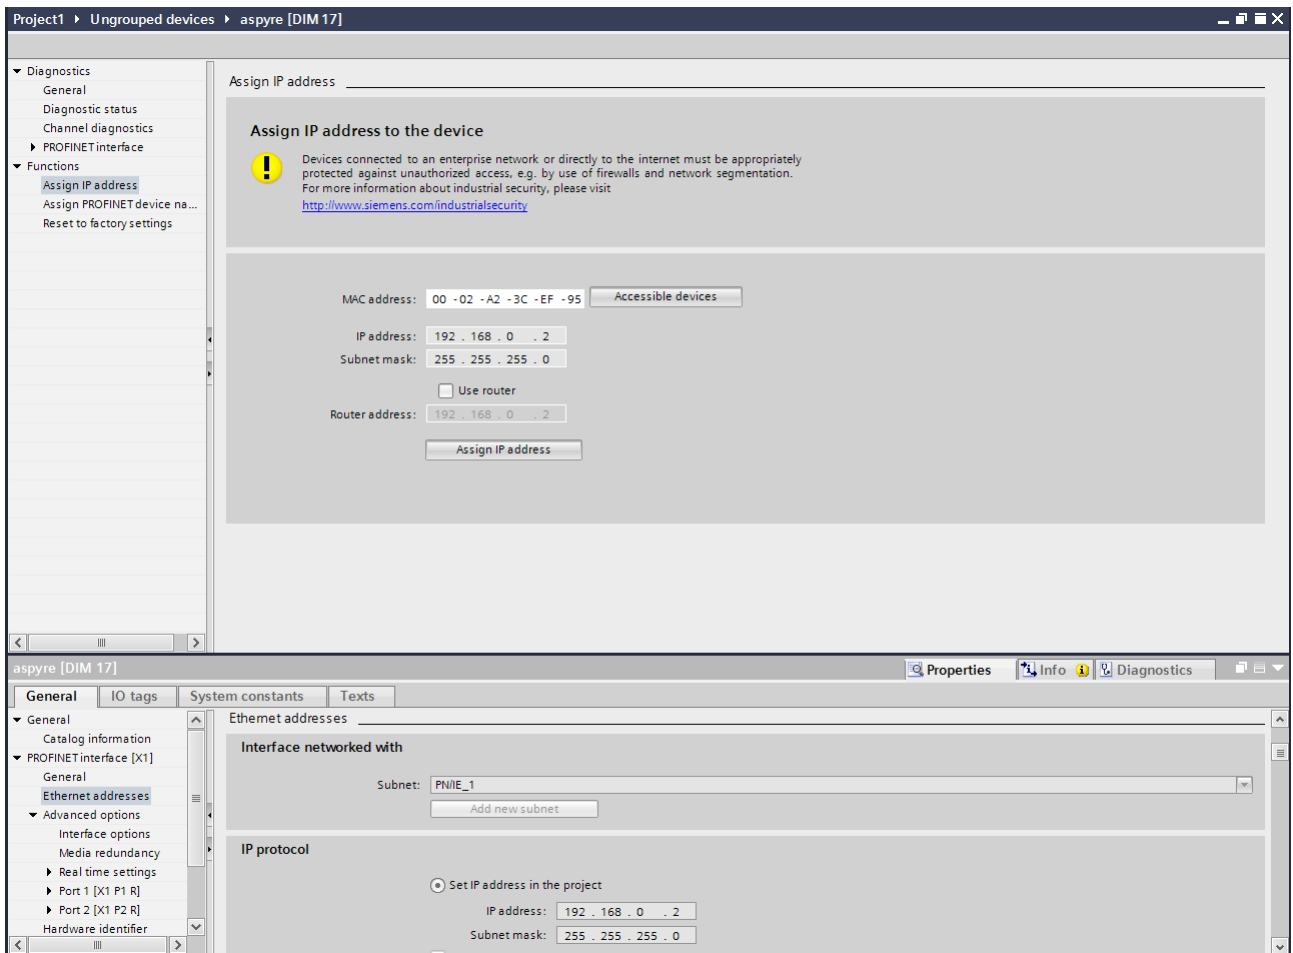 Project1 ▸ Ungrouped devices ▸ aspyre [DIM 17]
Diagnostics
General
Diagnostic status
Channel diagnostics
PROFINET interface
Functions
Assign IP address
Assign PROFINET device na...
Reset to factory settings
Assign IP address
Assign IP address to the device
Devices connected to an enterprise network or directly to the internet must be appropriately
protected against unauthorized access, e.g. by use of firewalls and network segmentation.
For more information about industrial security, please visit
http://www.siemens.com/industrialsecurity
MAC address: 00 -02 -A2 -3C -EF -95 Accessible devices
IP address: 192 . 168 . 0 . 2
Subnet mask: 255 . 255 . 255 . 0
Use router
Router address: 192 . 168 . 0 . 2
Assign IP address
aspyre [DIM 17]
Properties Info Diagnostics
General IO tags System constants Texts
General
Catalog information
PROFINET interface [X1]
General
Ethernet addresses
Advanced options
Interface options
Media redundancy
Real time settings
Port 1 [X1 P1 R]
Port 2 [X1 P2 R]
Hardware identifier
Ethernet addresses
Interface networked with
Subnet: PN/IE_1
Add new subnet
IP protocol
Set IP address in the project
IP address: 192 . 168 . 0 . 2
Subnet mask: 255 . 255 . 255 . 0